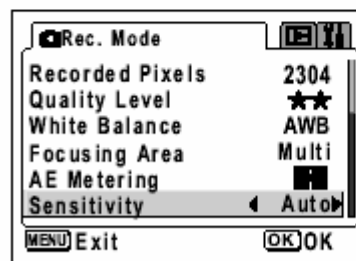 Rec. Mode
Recorded Pixels 2304
Quality Level ★★
White Balance AWB
Focusing Area Multi
AE Metering
Sensitivity ◀ Auto▶
MENU Exit OK OK